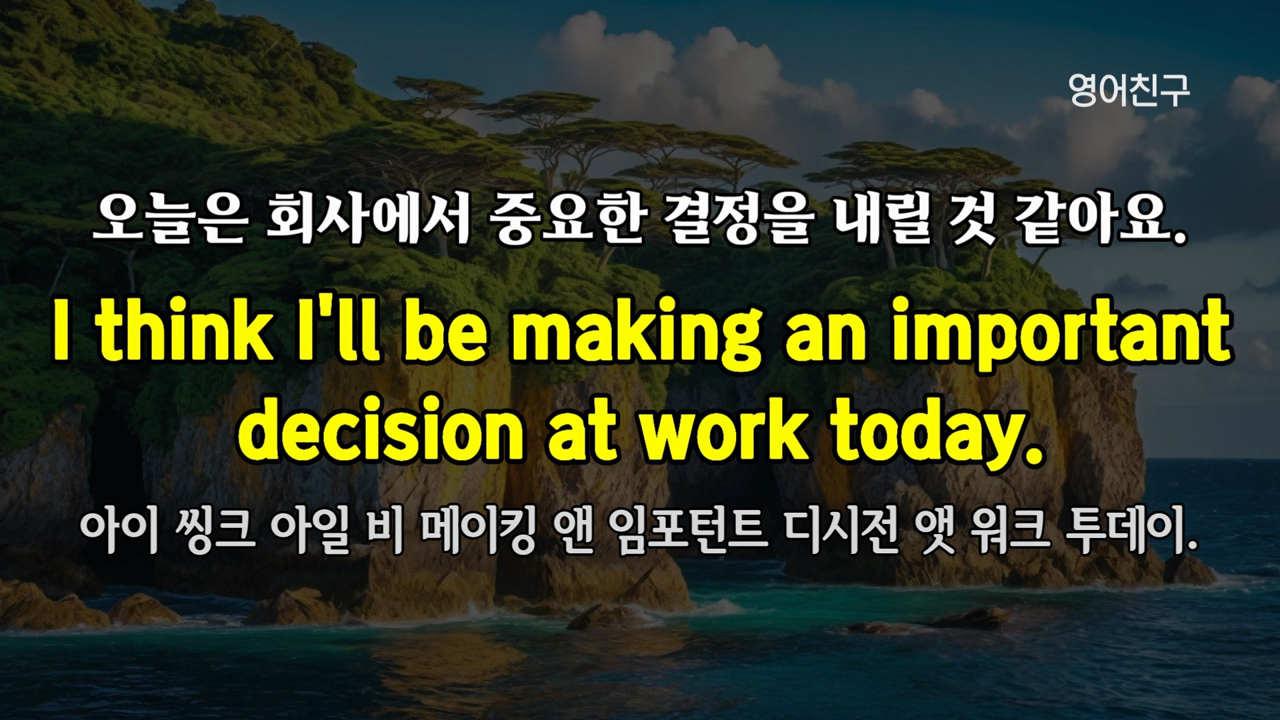 영어친구
오늘은 회사에서 중요한 결정을 내릴 것 같아요.
I think I'll be making an important
decision at work today.
아이 씽크 아일 비 메이킹 앤 임포턴트 디시전 앳 워크 투데이.